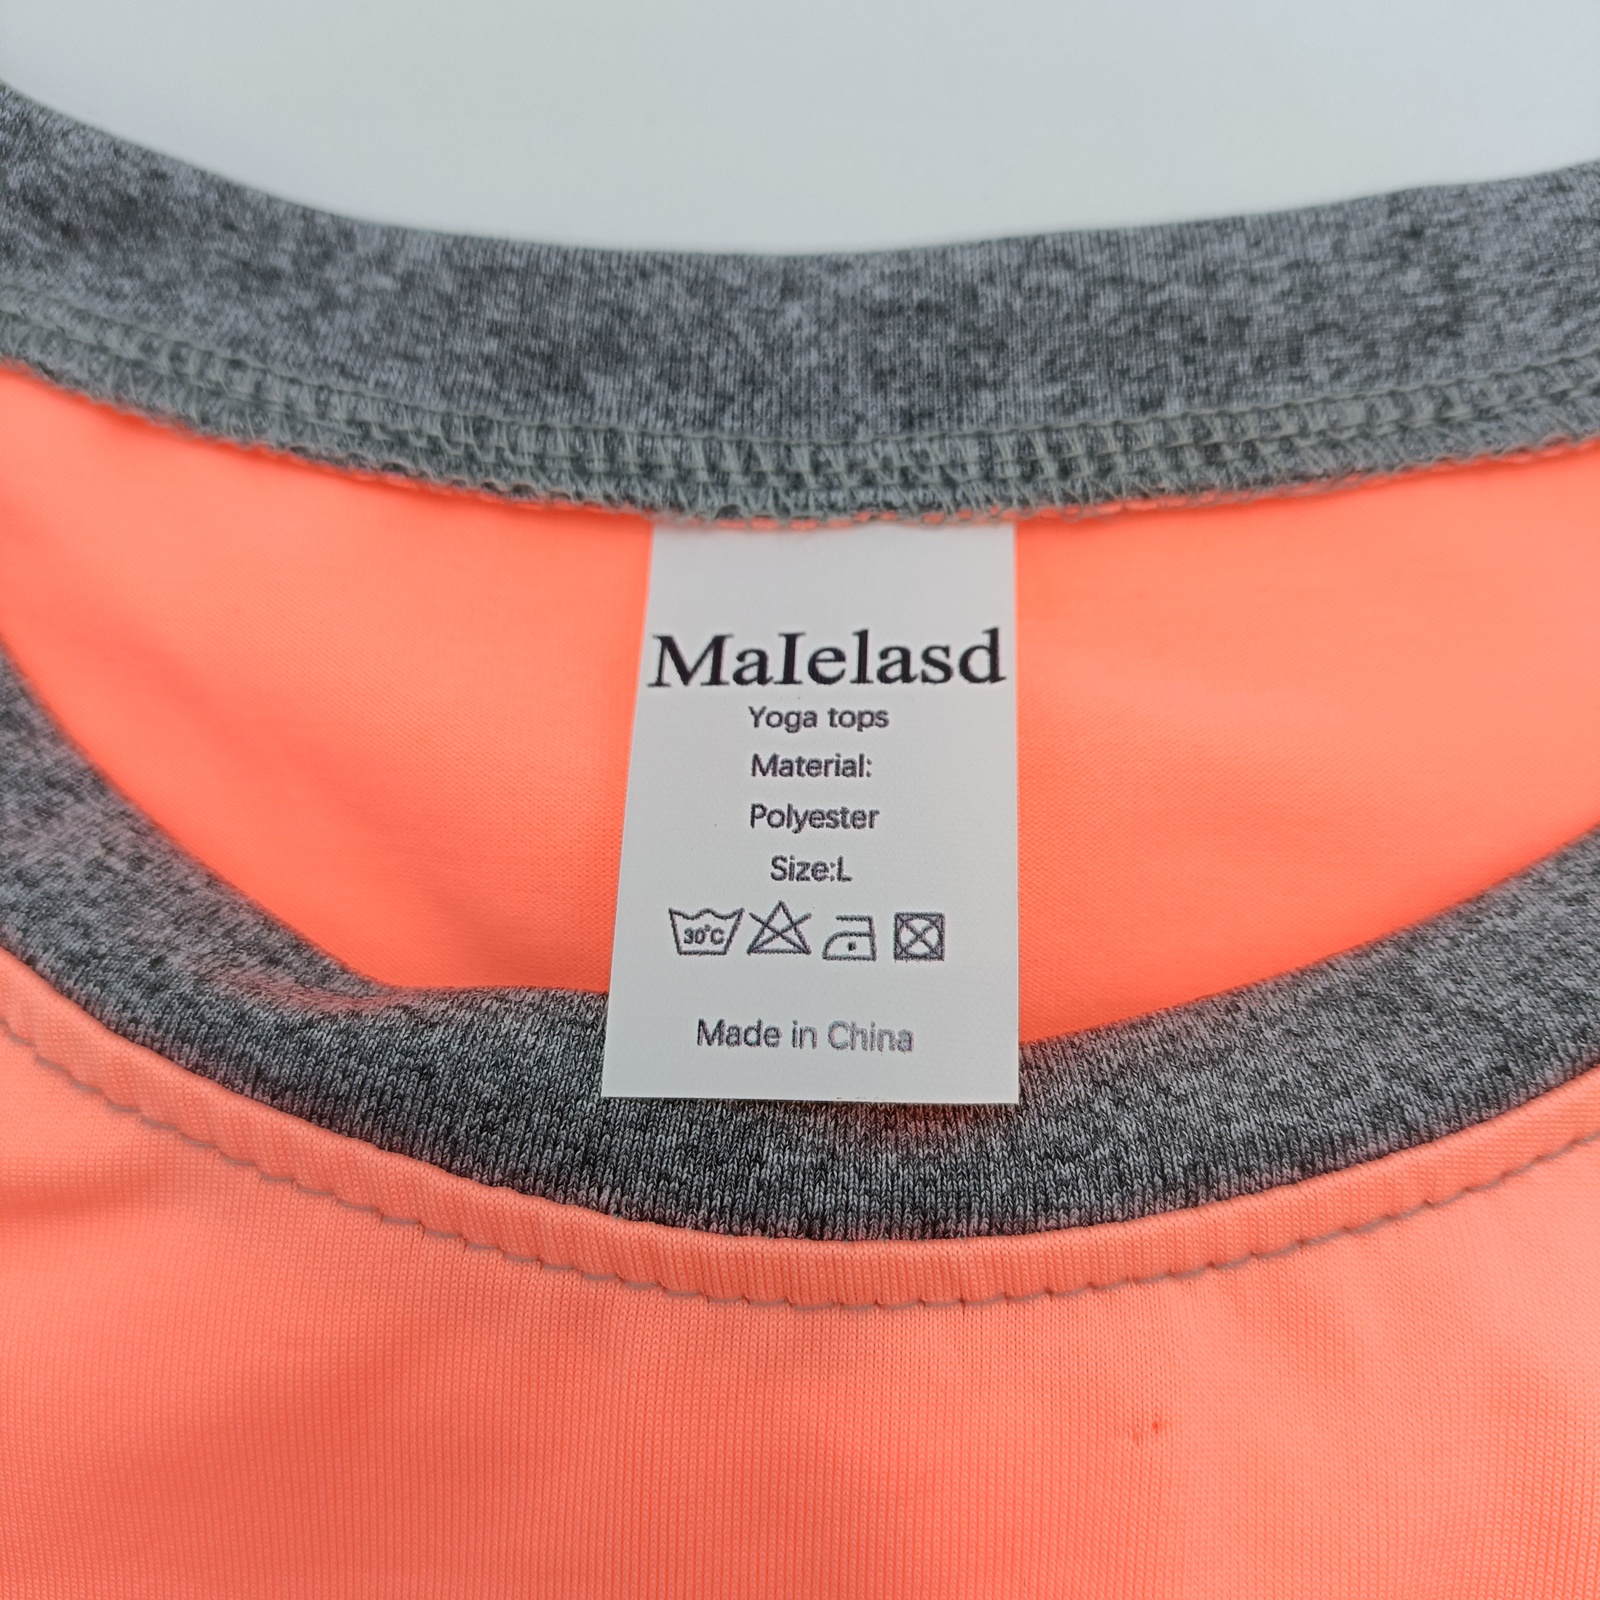 MaIelasd
Yoga tops
Material:
Polyester
Size:L
30°C
Made in China